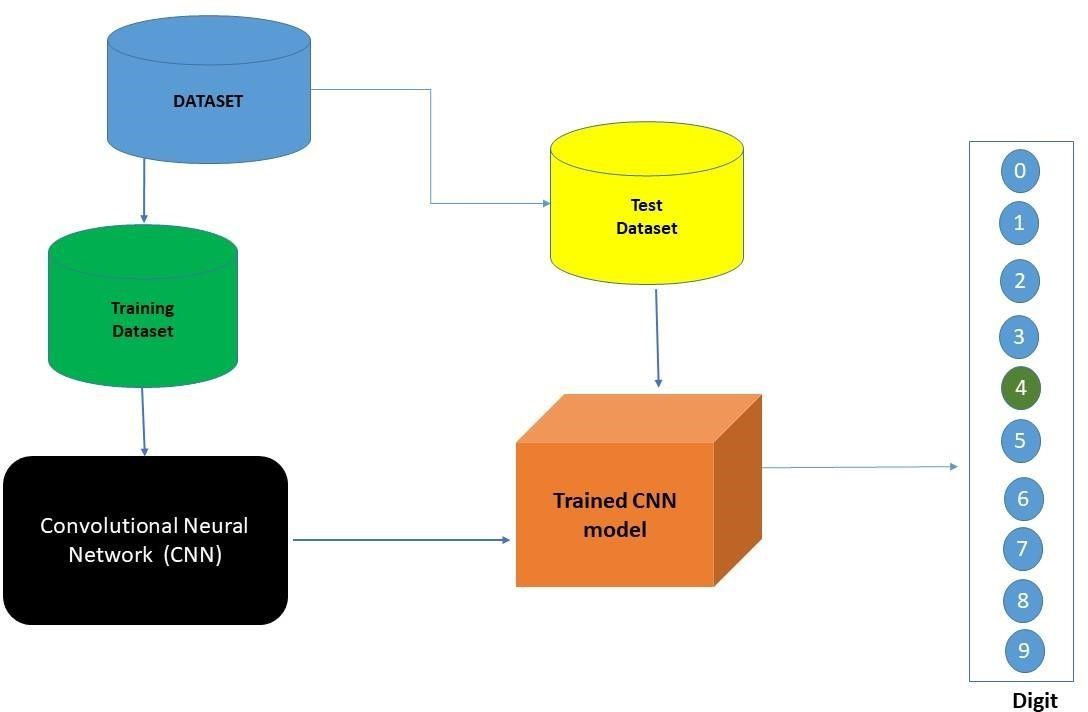 DATASET
Test
Dataset
Training
Dataset
Convolutional Neural
Network  (CNN)
Trained CNN
model
0
1
2
3
4
5
6
7
8
9
Digit